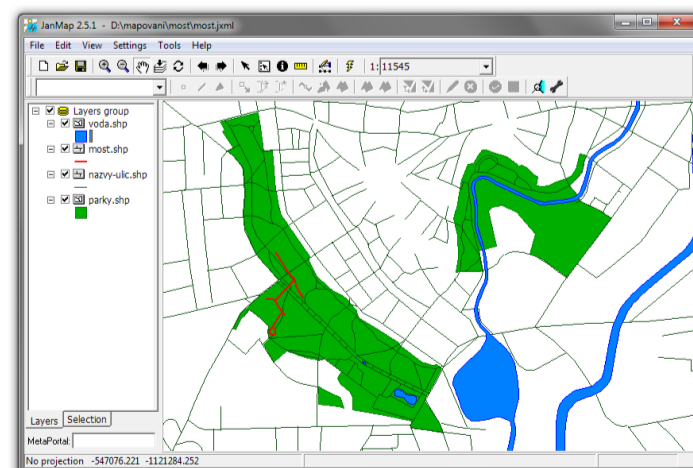 JanMap 2.5.1 - D:\mapovani\most\most.jxml
File Edit View Settings Tools Help
1: 11545
Layers group
voda.shp
most.shp
nazvy-ulic.shp
parky.shp
Layers Selection
MetaPortal:
No projection -547076.221 -1121284.252